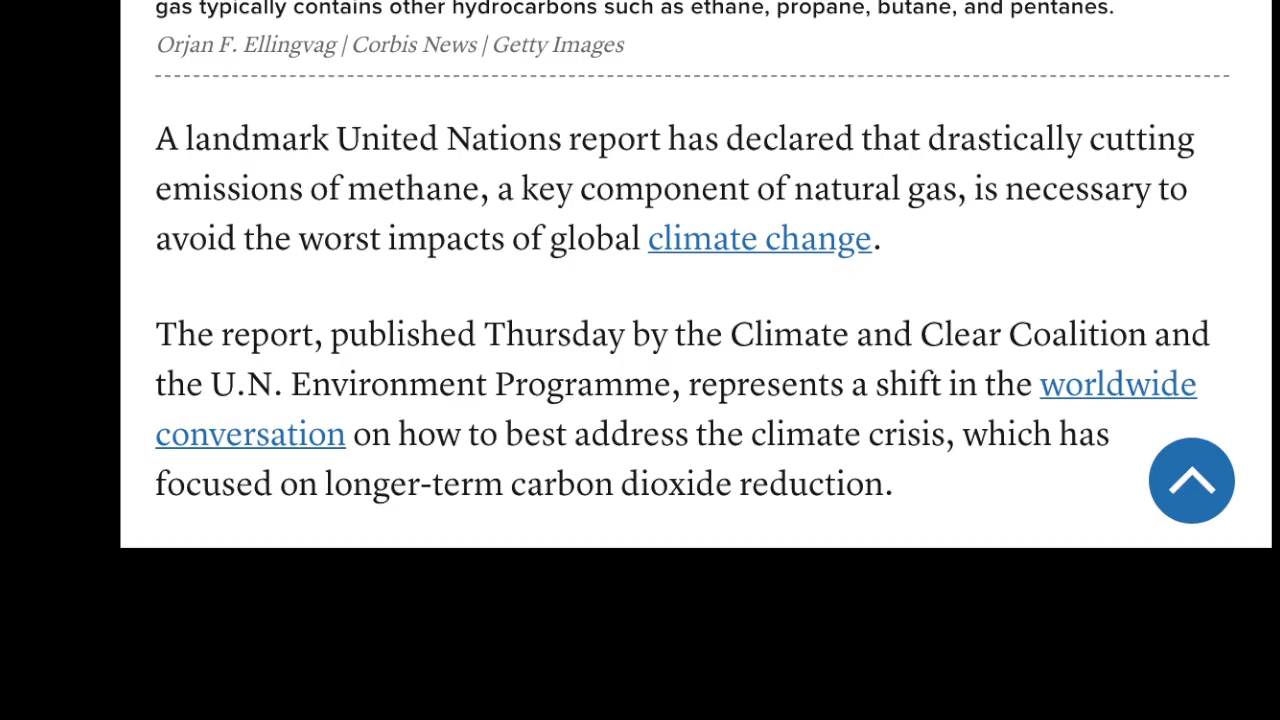 gas typically contains other hydrocarbons such as ethane, propane, butane, and pentanes.
Orjan F. Ellingvag | Corbis News | Getty Images
A landmark United Nations report has declared that drastically cutting
emissions of methane, a key component of natural gas, is necessary to
avoid the worst impacts of global climate change.
The report, published Thursday by the Climate and Clear Coalition and
the U.N. Environment Programme, represents a shift in the worldwide
conversation on how to best address the climate crisis, which has
focused on longer-term carbon dioxide reduction.